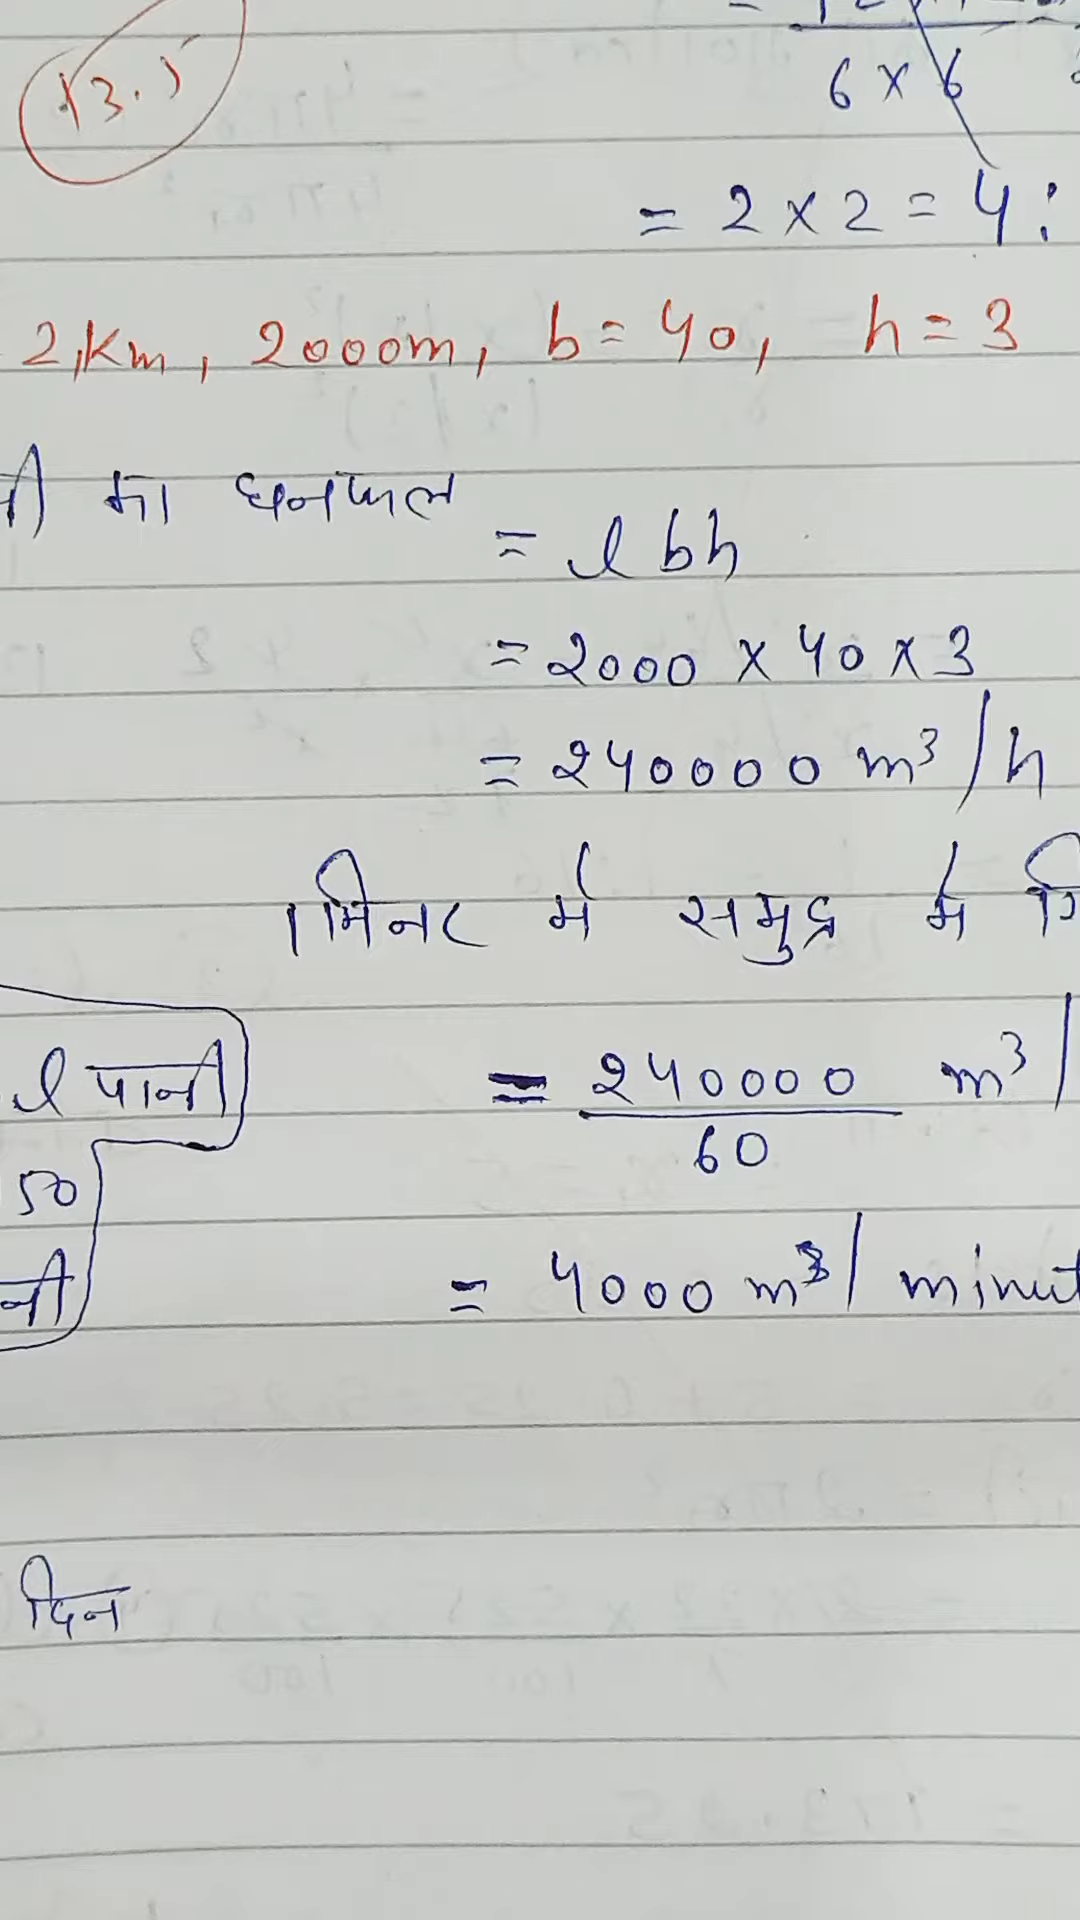 13.5
6 × 6
= 2 × 2 = 4 :
2 km, 2000m, b = 40, h = 3
नी का घनफल
= l b h
= 2000 × 40 × 3
= 240000 m³ / h
1 मिनट में समुद्र में गि
l पानी
= 240000 m³ /
60
50
नी
= 4000 m³ / minut
दिन